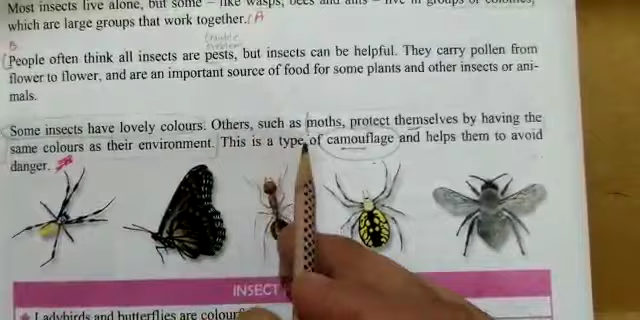 Most insects live alone, but some – like wasps, bees and ants – live in groups or colonies,
which are large groups that work together. A
B
People often think all insects are pests, but insects can be helpful. They carry pollen from
flower to flower, and are an important source of food for some plants and other insects or ani-
mals.
Some insects have lovely colours. Others, such as moths, protect themselves by having the
same colours as their environment. This is a type of camouflage and helps them to avoid
danger.
INSECT
Ladybirds and butterflies are colour